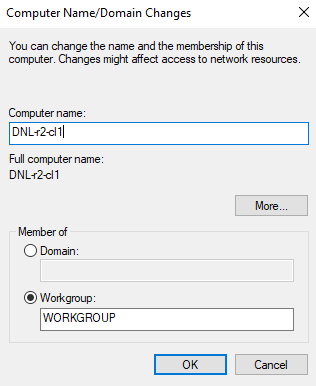 Computer Name/Domain Changes
You can change the name and the membership of this
computer. Changes might affect access to network resources.
Computer name:
DNL-r2-cl1
Full computer name:
DNL-r2-cl1
More...
Member of
Domain:
Workgroup:
WORKGROUP
OK
Cancel